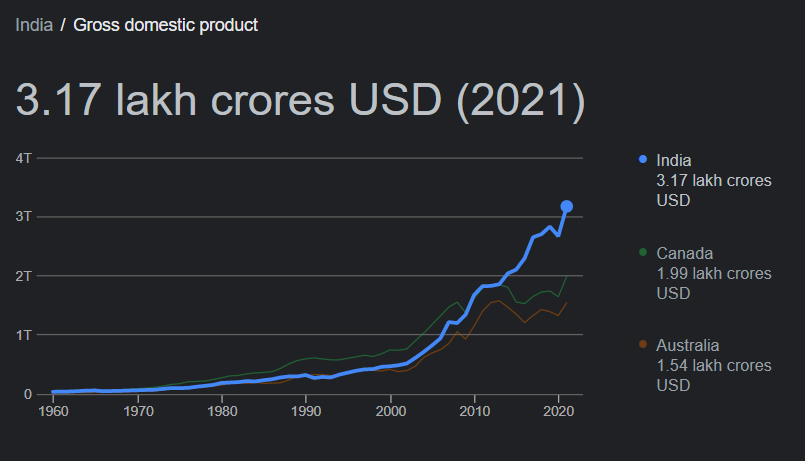 India / Gross domestic product
3.17 lakh crores USD (2021)
4T
3T
2T
1T
0
1960 1970 1980 1990 2000 2010 2020
India
3.17 lakh crores
USD
Canada
1.99 lakh crores
USD
Australia
1.54 lakh crores
USD